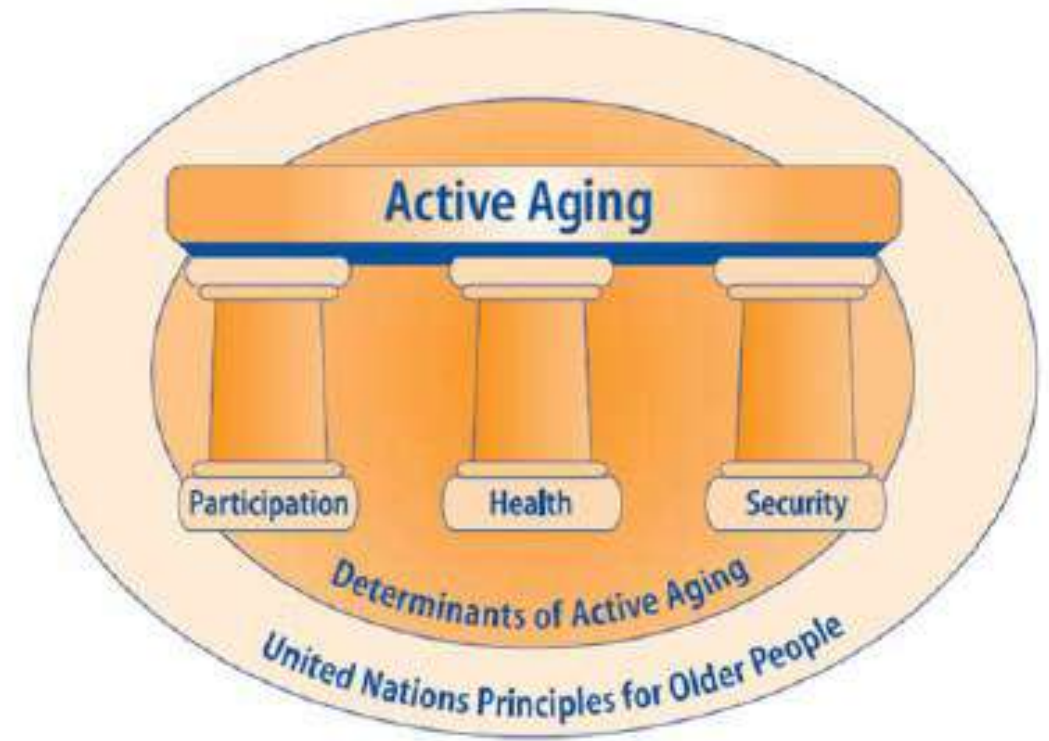 Active Aging
Participation
Health
Security
Determinants of Active Aging
United Nations Principles for Older People